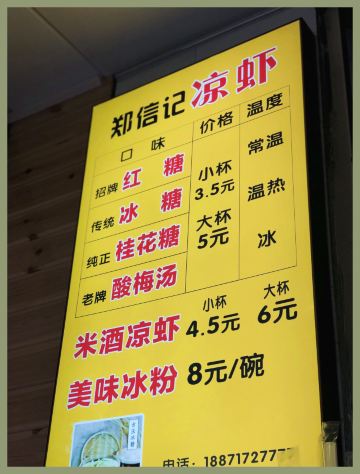 郑信记凉虾
口味 价格 温度
招牌 红糖
传统 冰糖
纯正 桂花糖
老牌 酸梅汤
小杯
3.5元
大杯
5元
常温
温热
冰
小杯 大杯
米酒凉虾 4.5元 6元
美味冰粉 8元/碗
电话:188717277